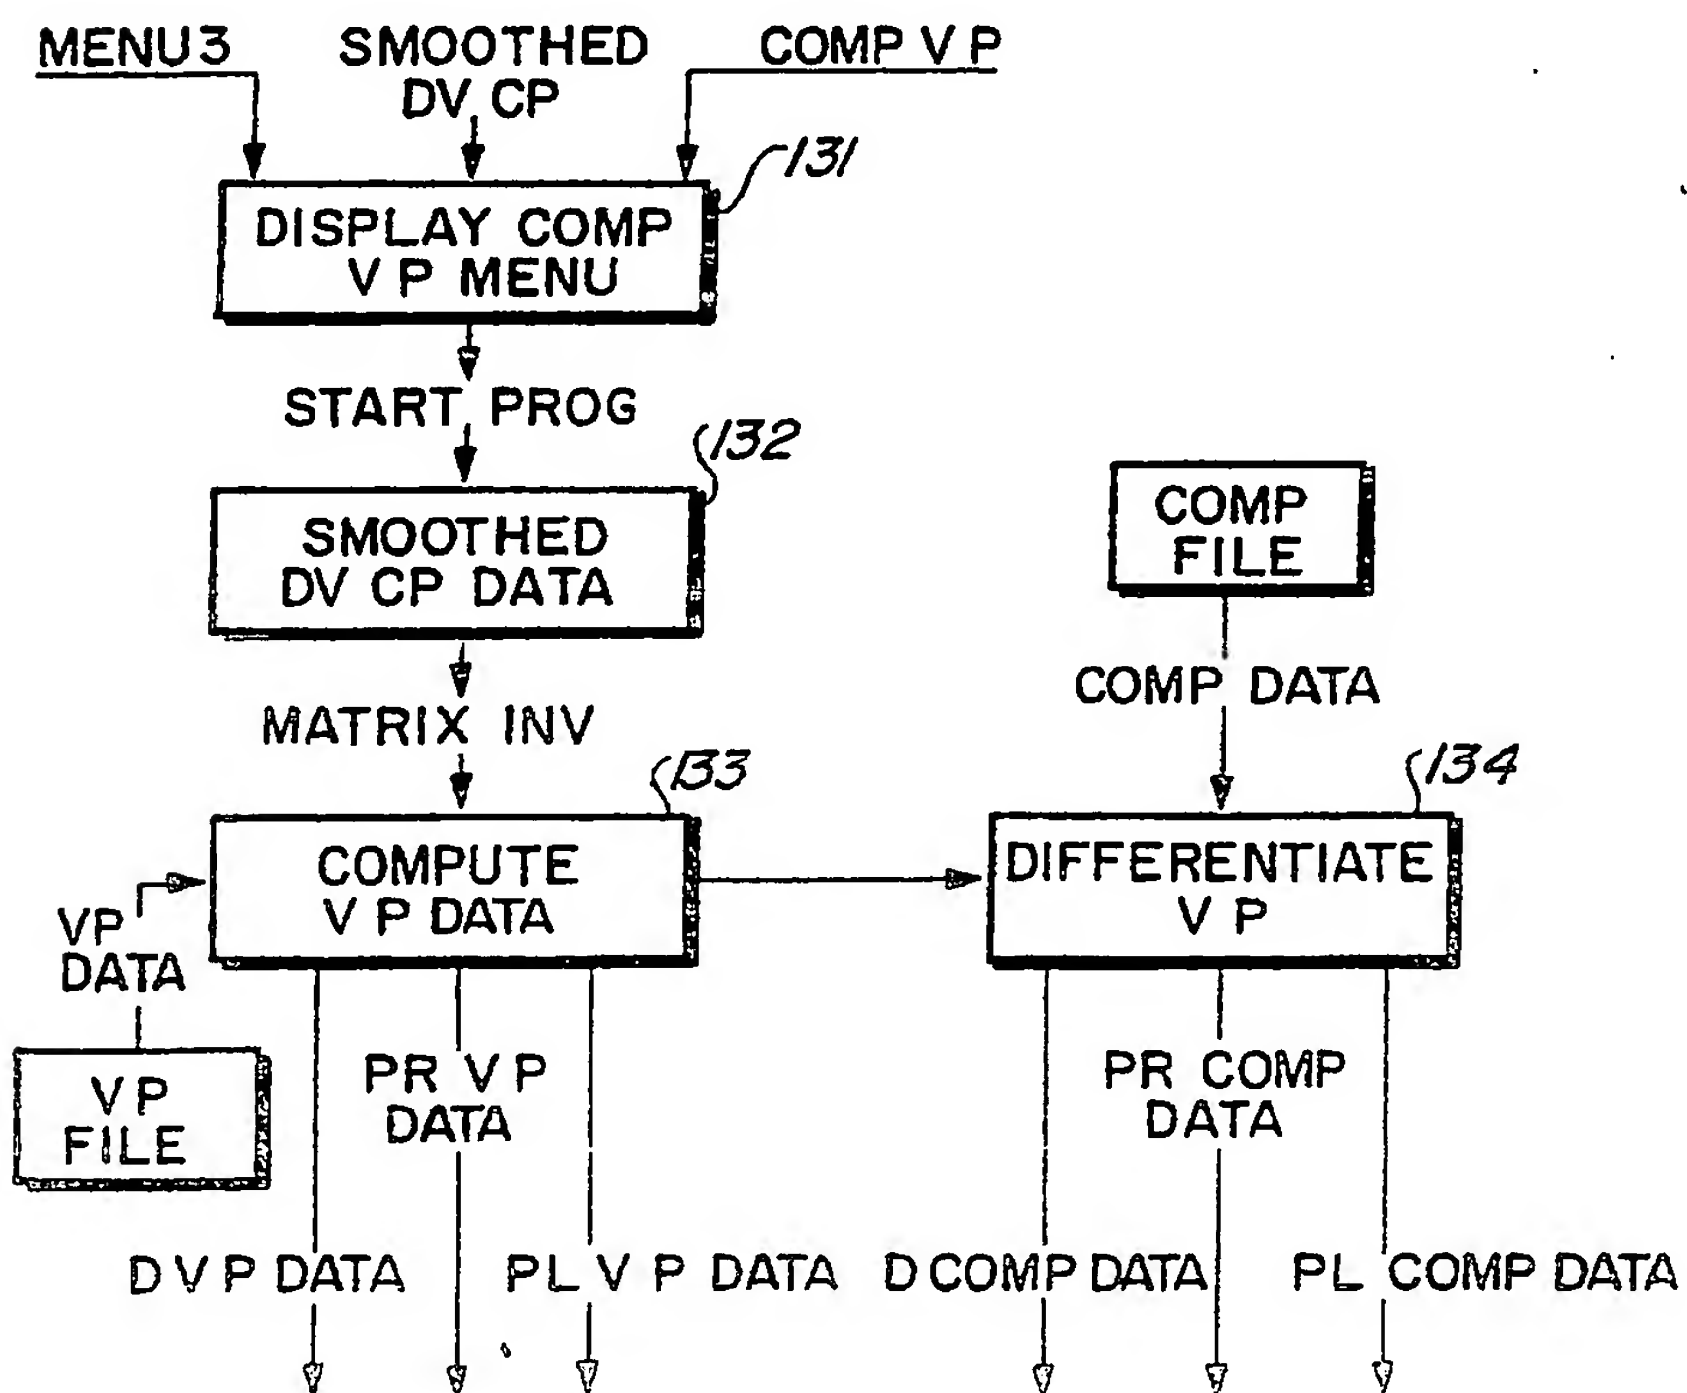 MENU3
SMOOTHED
DV CP
COMP V P
131
DISPLAY COMP
V P MENU
START PROG
132
SMOOTHED
DV CP DATA
COMP
FILE
MATRIX INV
COMP DATA
133
134
COMPUTE
V P DATA
DIFFERENTIATE
V P
VP
DATA
V P
FILE
PR V P
DATA
PR COMP
DATA
D V P DATA
PL V P DATA
D COMP DATA
PL COMP DATA